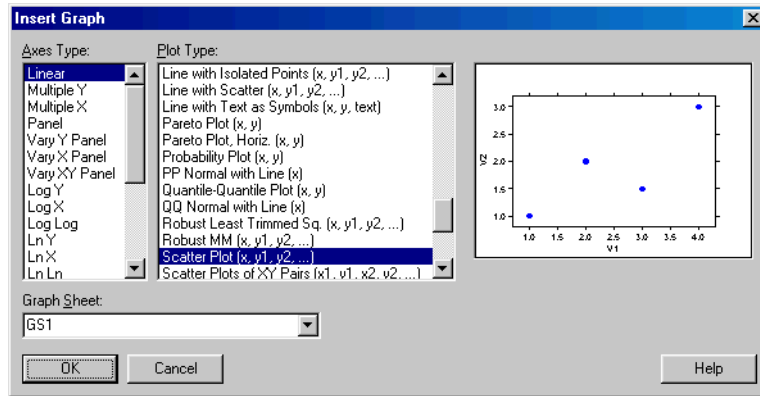 Insert Graph
Axes Type:
Linear
Multiple Y
Multiple X
Panel
Vary Y Panel
Vary X Panel
Vary XY Panel
Log Y
Log X
Log Log
Ln Y
Ln X
Ln Ln
Plot Type:
Line with Isolated Points (x, y1, y2, ...)
Line with Scatter (x, y1, y2, ...)
Line with Text as Symbols (x, y, text)
Pareto Plot (x, y)
Pareto Plot, Horiz. (x, y)
Probability Plot (x, y)
PP Normal with Line (x)
Quantile-Quantile Plot (x, y)
QQ Normal with Line (x)
Robust Least Trimmed Sq. (x, y1, y2, ...)
Robust MM (x, y1, y2, ...)
Scatter Plot (x, y1, y2, ...)
Scatter Plots of XY Pairs (x1, y1, x2, y2, ...)
3.0
2.5
2.0
1.5
1.0
V2
1.0 1.5 2.0 2.5 3.0 3.5 4.0
V1
Graph Sheet:
GS1
OK
Cancel
Help